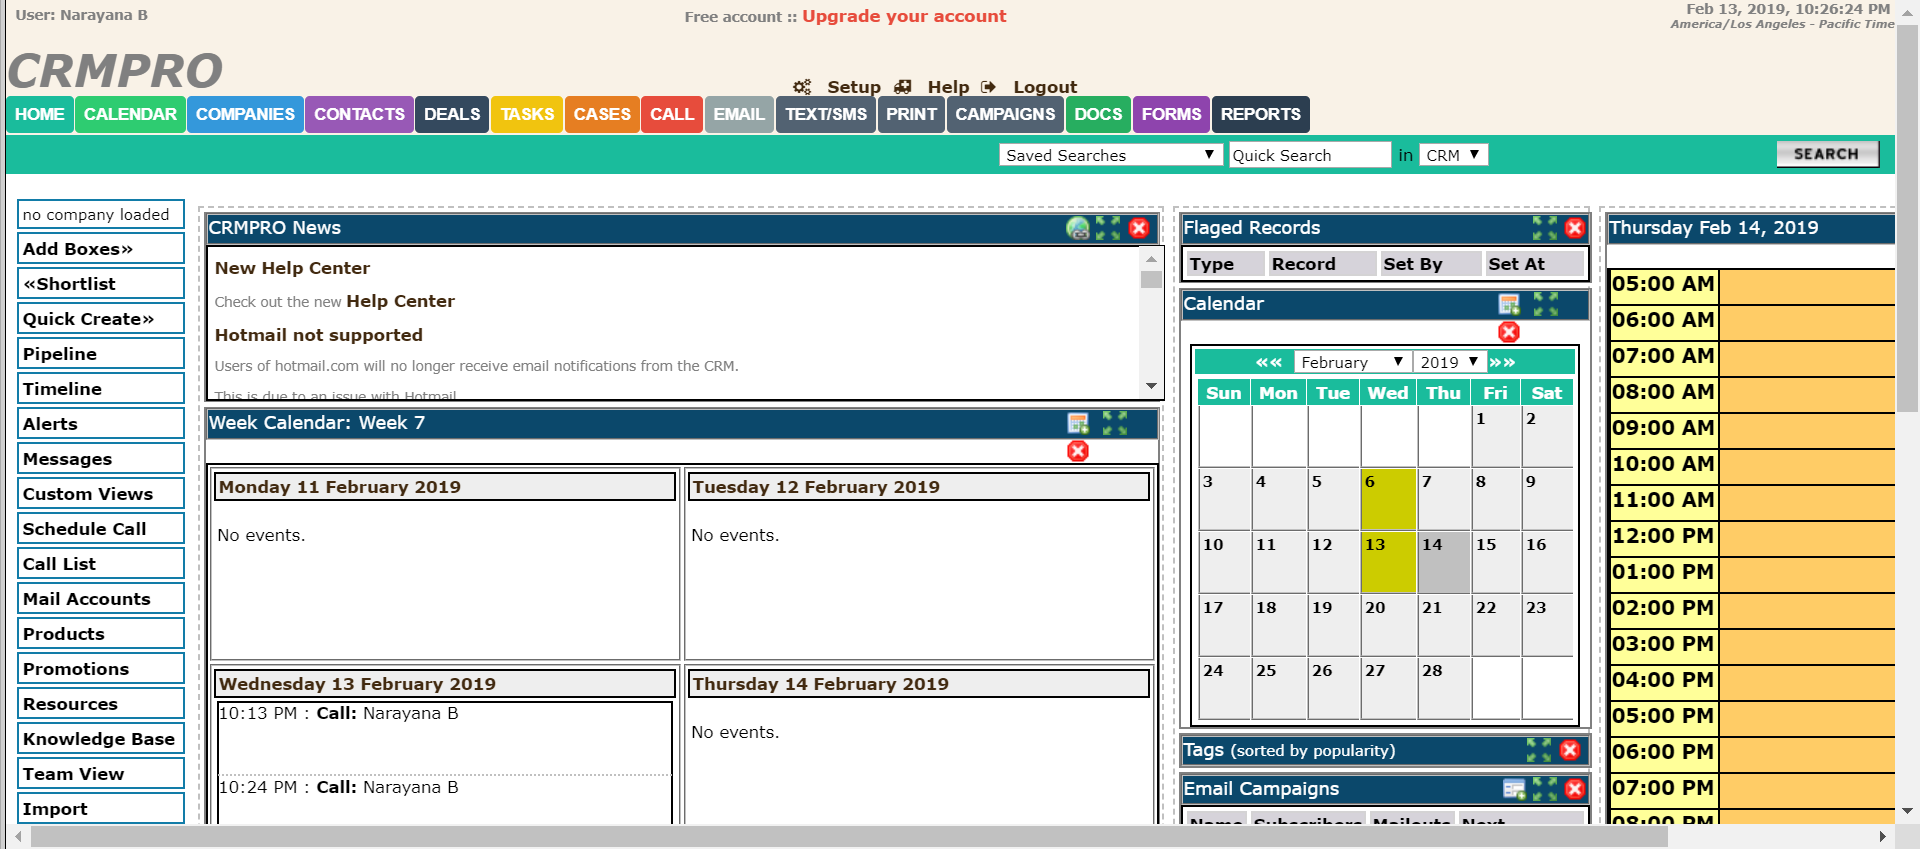 User: Narayana B
Free account :: Upgrade your account
Feb 13, 2019, 10:26:24 PM
America/Los Angeles - Pacific Time
CRMPRO
Setup Help Logout
HOME CALENDAR COMPANIES CONTACTS DEALS TASKS CASES CALL EMAIL TEXT/SMS PRINT CAMPAIGNS DOCS FORMS REPORTS
Saved Searches Quick Search in CRM SEARCH
no company loaded
Add Boxes»
«Shortlist
Quick Create»
Pipeline
Timeline
Alerts
Messages
Custom Views
Schedule Call
Call List
Mail Accounts
Products
Promotions
Resources
Knowledge Base
Team View
Import
CRMPRO News
New Help Center
Check out the new Help Center
Hotmail not supported
Users of hotmail.com will no longer receive email notifications from the CRM.
This is due to an issue with Hotmail
Week Calendar: Week 7
Monday 11 February 2019
No events.
Tuesday 12 February 2019
No events.
Wednesday 13 February 2019
10:13 PM : Call: Narayana B
10:24 PM : Call: Narayana B
Thursday 14 February 2019
No events.
Flaged Records
Type Record Set By Set At
Calendar
«« February 2019 »»
Sun Mon Tue Wed Thu Fri Sat
1 2
3 4 5 6 7 8 9
10 11 12 13 14 15 16
17 18 19 20 21 22 23
24 25 26 27 28
Tags (sorted by popularity)
Email Campaigns
Name Subscribers Mailouts Next
Thursday Feb 14, 2019
05:00 AM
06:00 AM
07:00 AM
08:00 AM
09:00 AM
10:00 AM
11:00 AM
12:00 PM
01:00 PM
02:00 PM
03:00 PM
04:00 PM
05:00 PM
06:00 PM
07:00 PM
08:00 PM